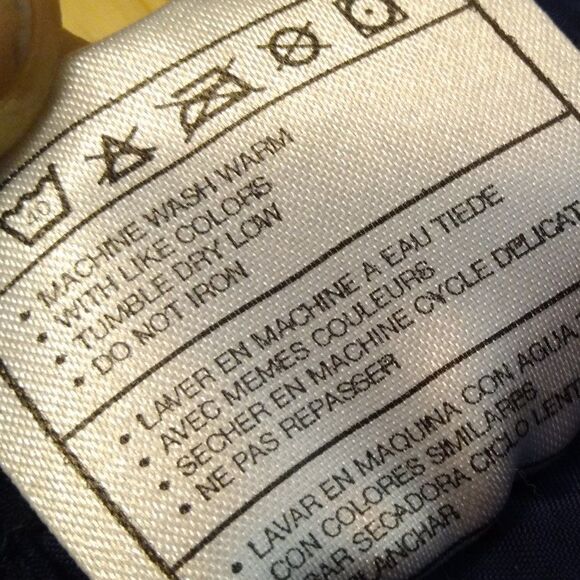 40
• MACHINE WASH WARM
• WITH LIKE COLORS
• TUMBLE DRY LOW
• DO NOT IRON
• LAVER EN MACHINE A EAU TIEDE
• AVEC MEMES COULEURS
• SECHER EN MACHINE CYCLE DELICAT
• NE PAS REPASSER
• LAVAR EN MAQUINA CON AGUA
CON COLORES SIMILARES
SECADORA CICLO LENT